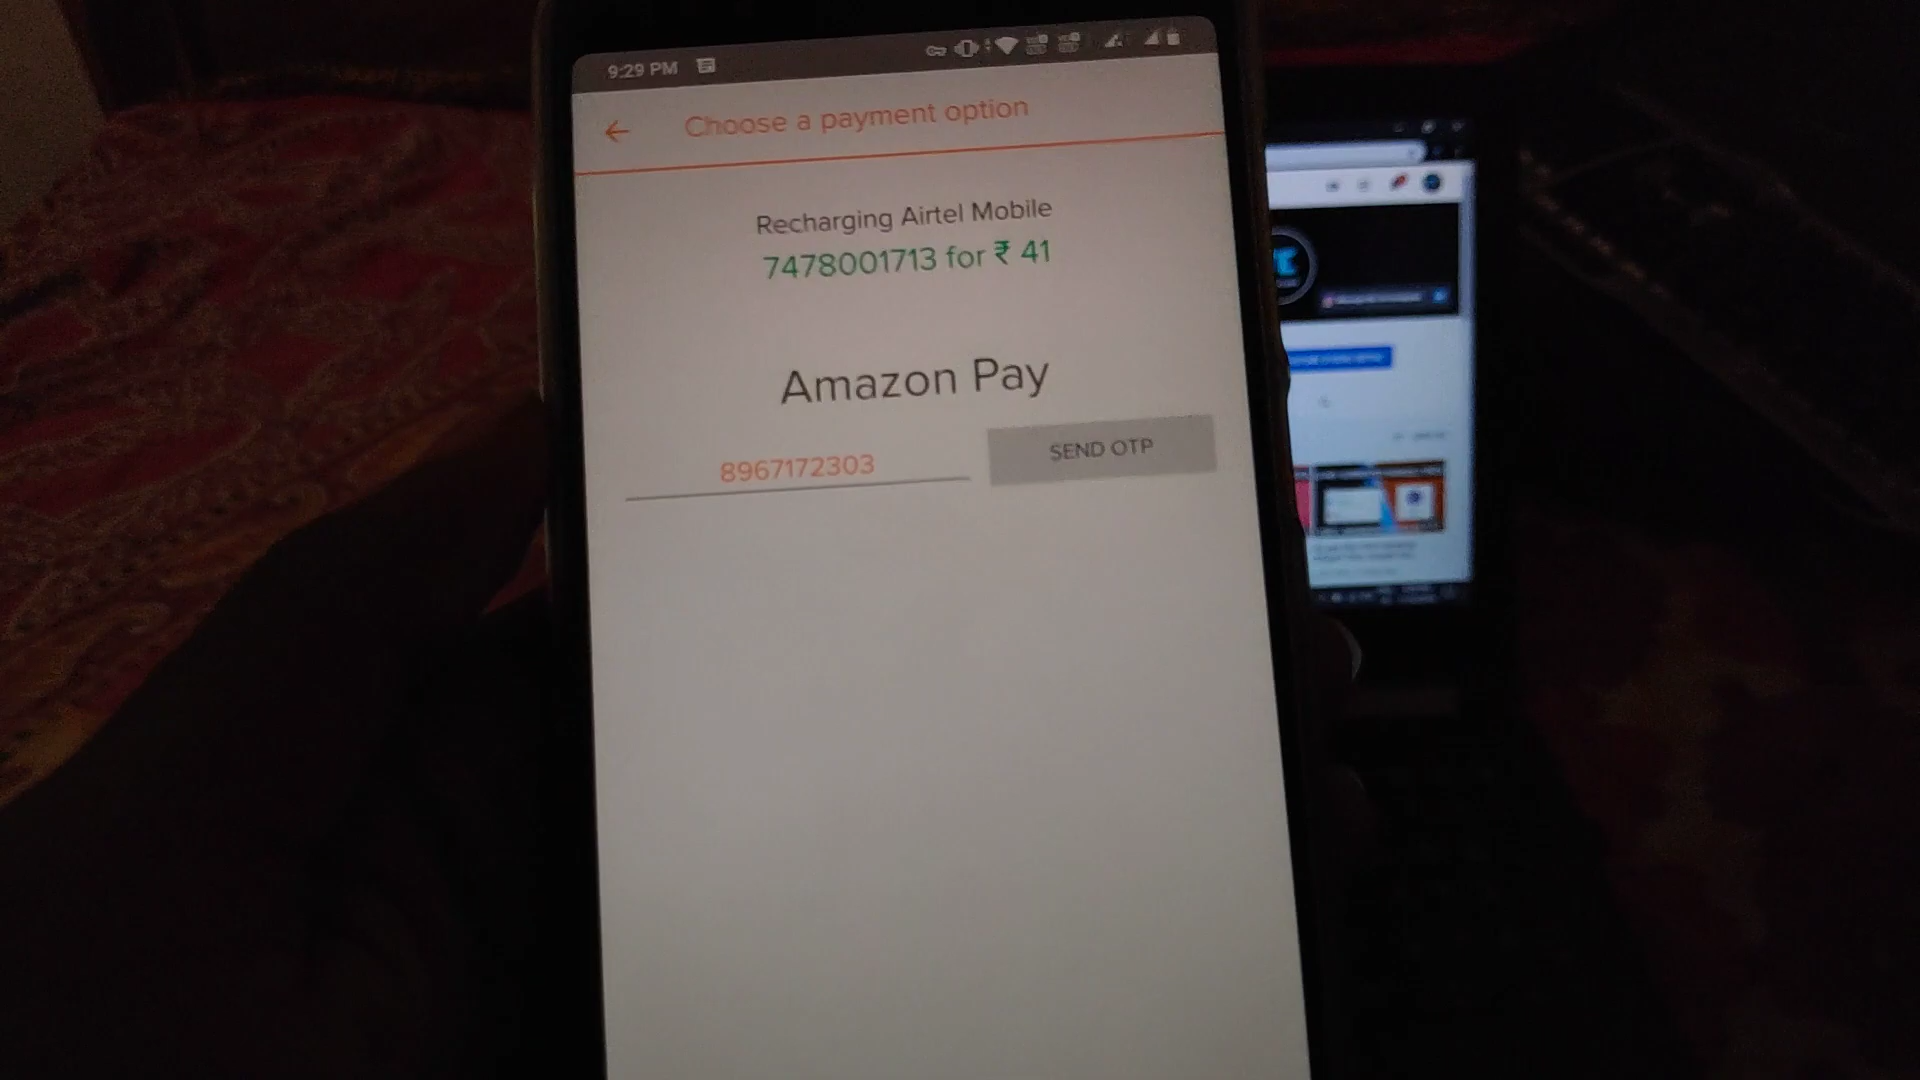 9:29 PM
Choose a payment option
Recharging Airtel Mobile
7478001713 for ₹ 41
Amazon Pay
8967172303
SEND OTP